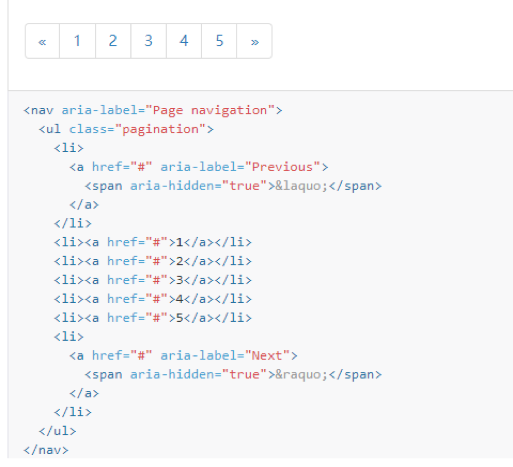 « 1 2 3 4 5 »
<nav aria-label="Page navigation">
  <ul class="pagination">
    <li>
      <a href="#" aria-label="Previous">
        <span aria-hidden="true">&laquo;</span>
      </a>
    </li>
    <li><a href="#">1</a></li>
    <li><a href="#">2</a></li>
    <li><a href="#">3</a></li>
    <li><a href="#">4</a></li>
    <li><a href="#">5</a></li>
    <li>
      <a href="#" aria-label="Next">
        <span aria-hidden="true">&raquo;</span>
      </a>
    </li>
  </ul>
</nav>